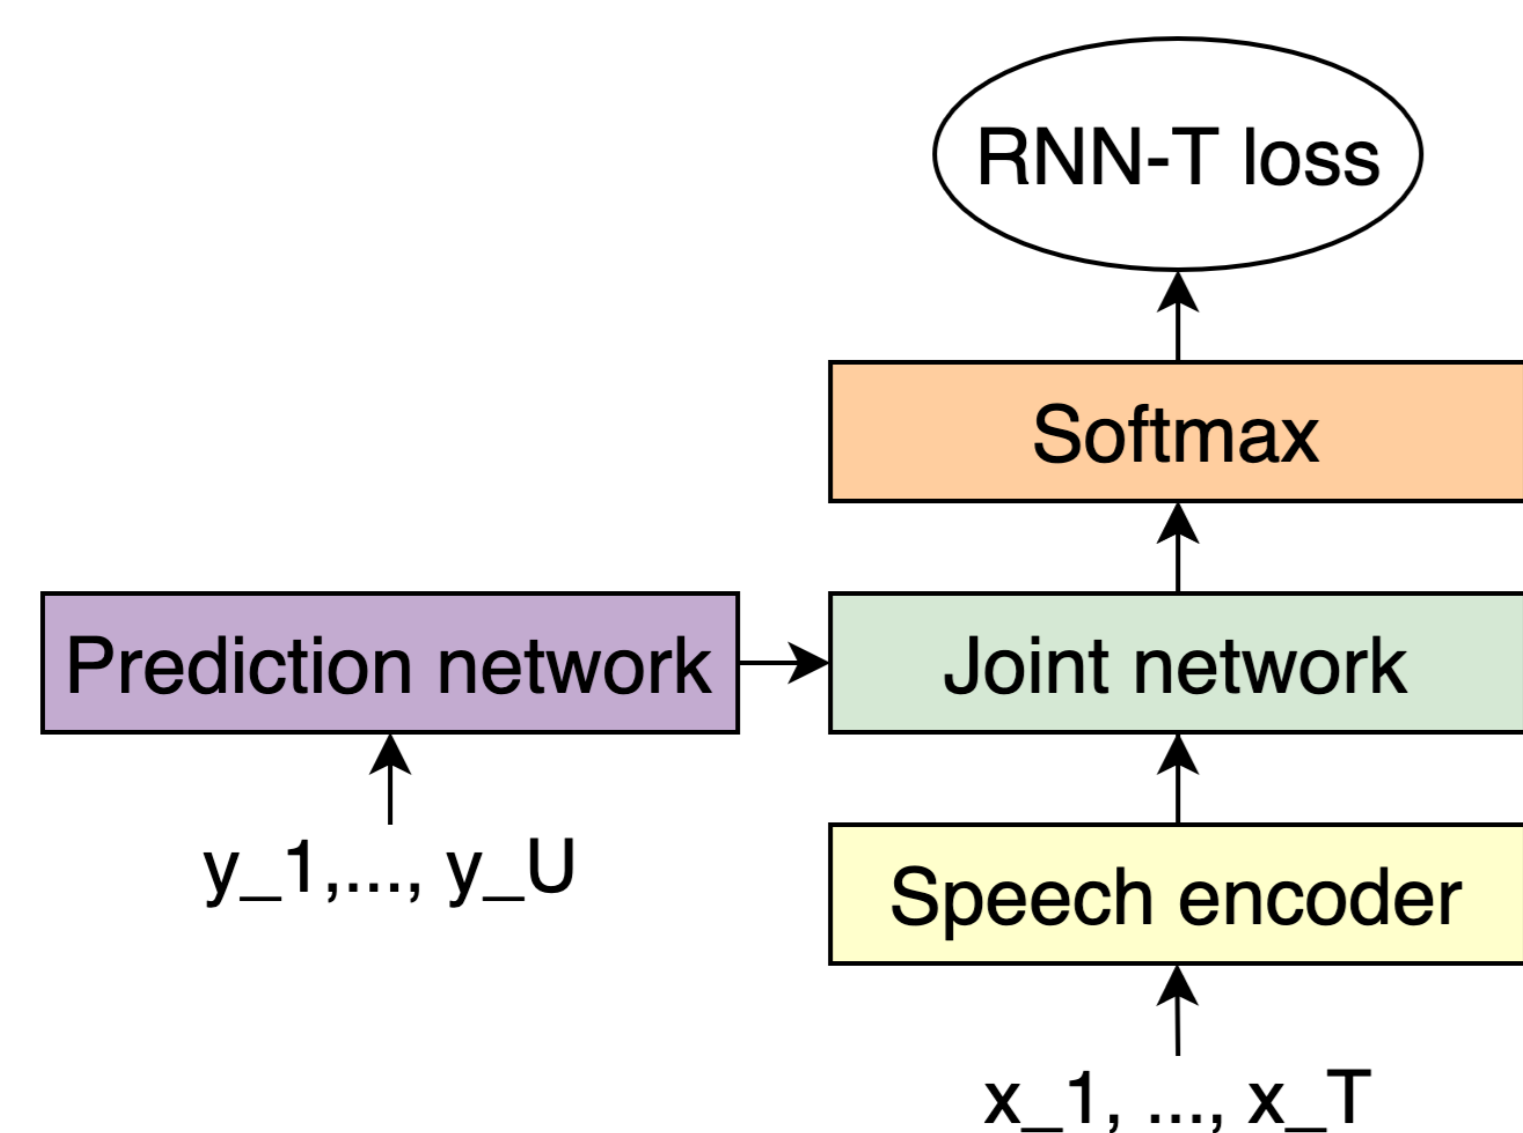 RNN-T loss
Softmax
Prediction network
Joint network
y_1,..., y_U
Speech encoder
x_1, ..., x_T